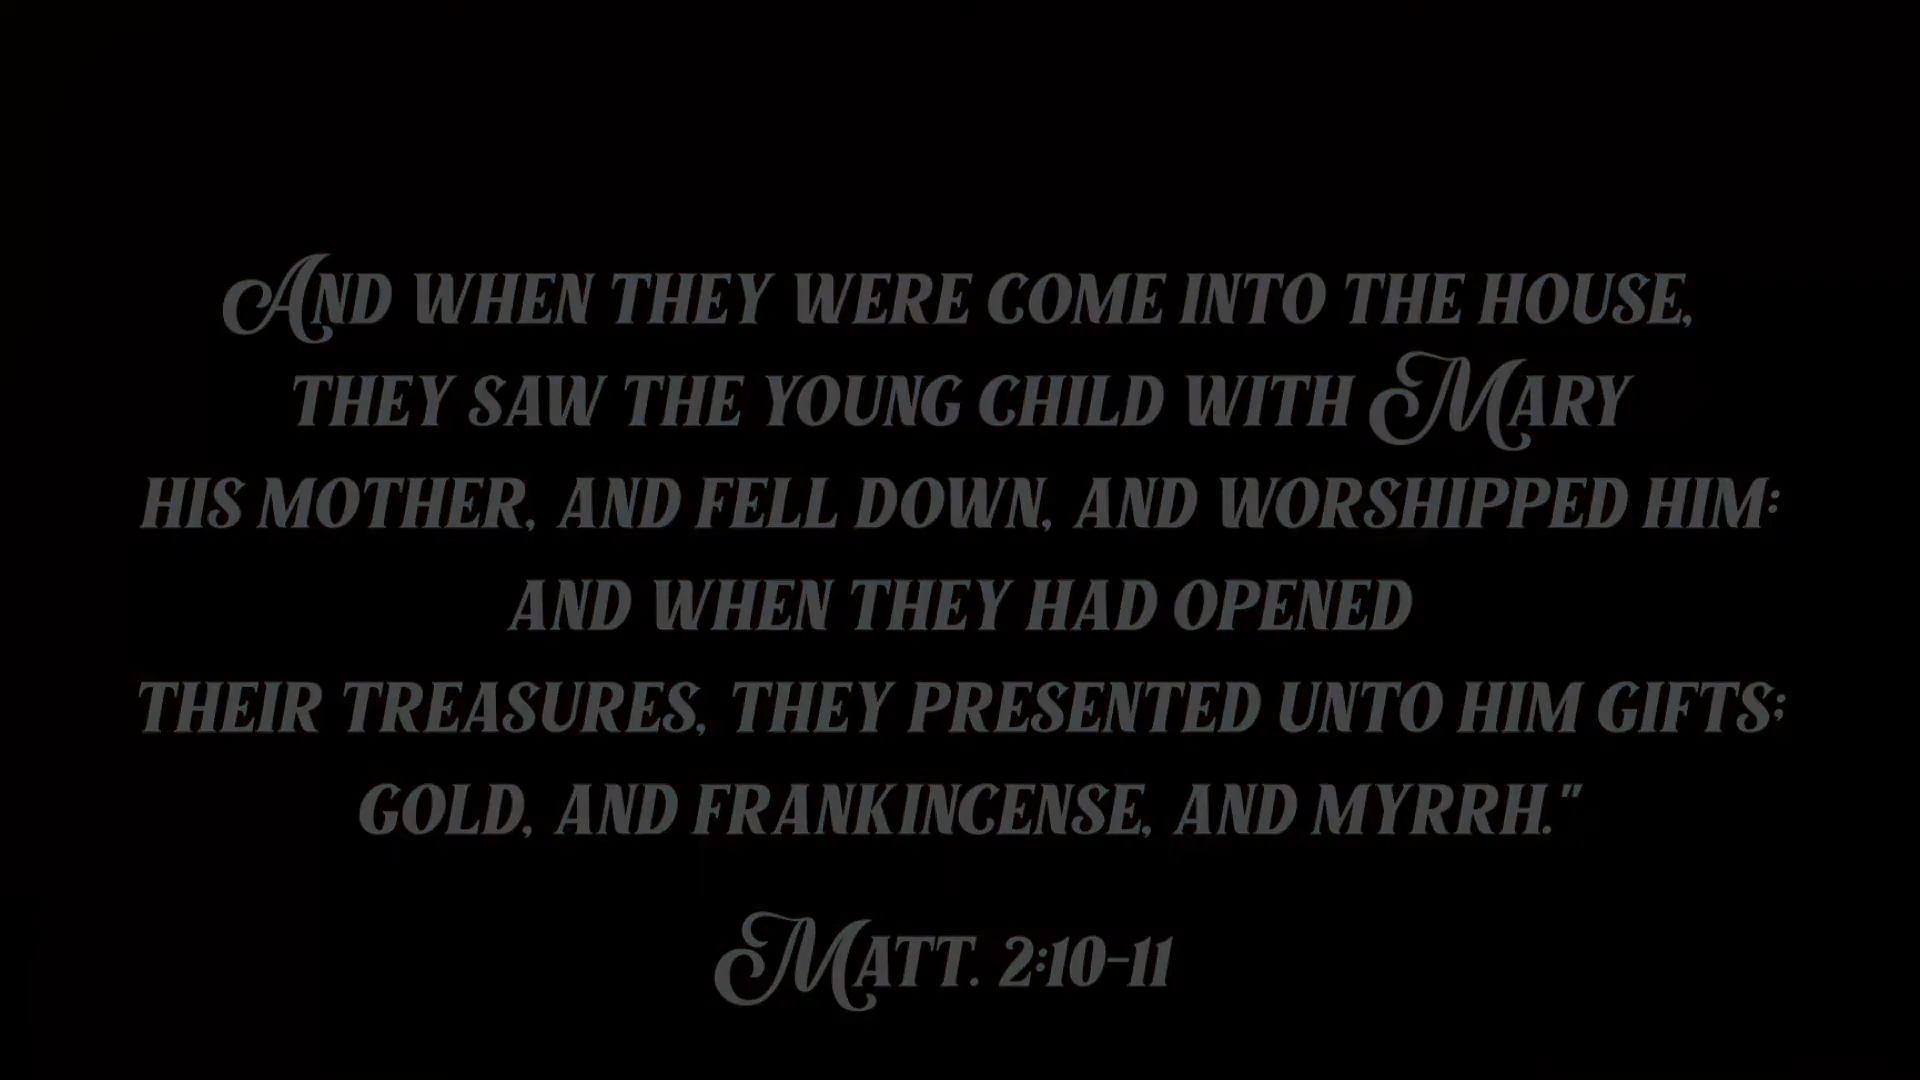 And when they were come into the house,
they saw the young child with Mary
his mother, and fell down, and worshipped him:
and when they had opened
their treasures, they presented unto him gifts;
gold, and frankincense, and myrrh."
Matt. 2:10-11